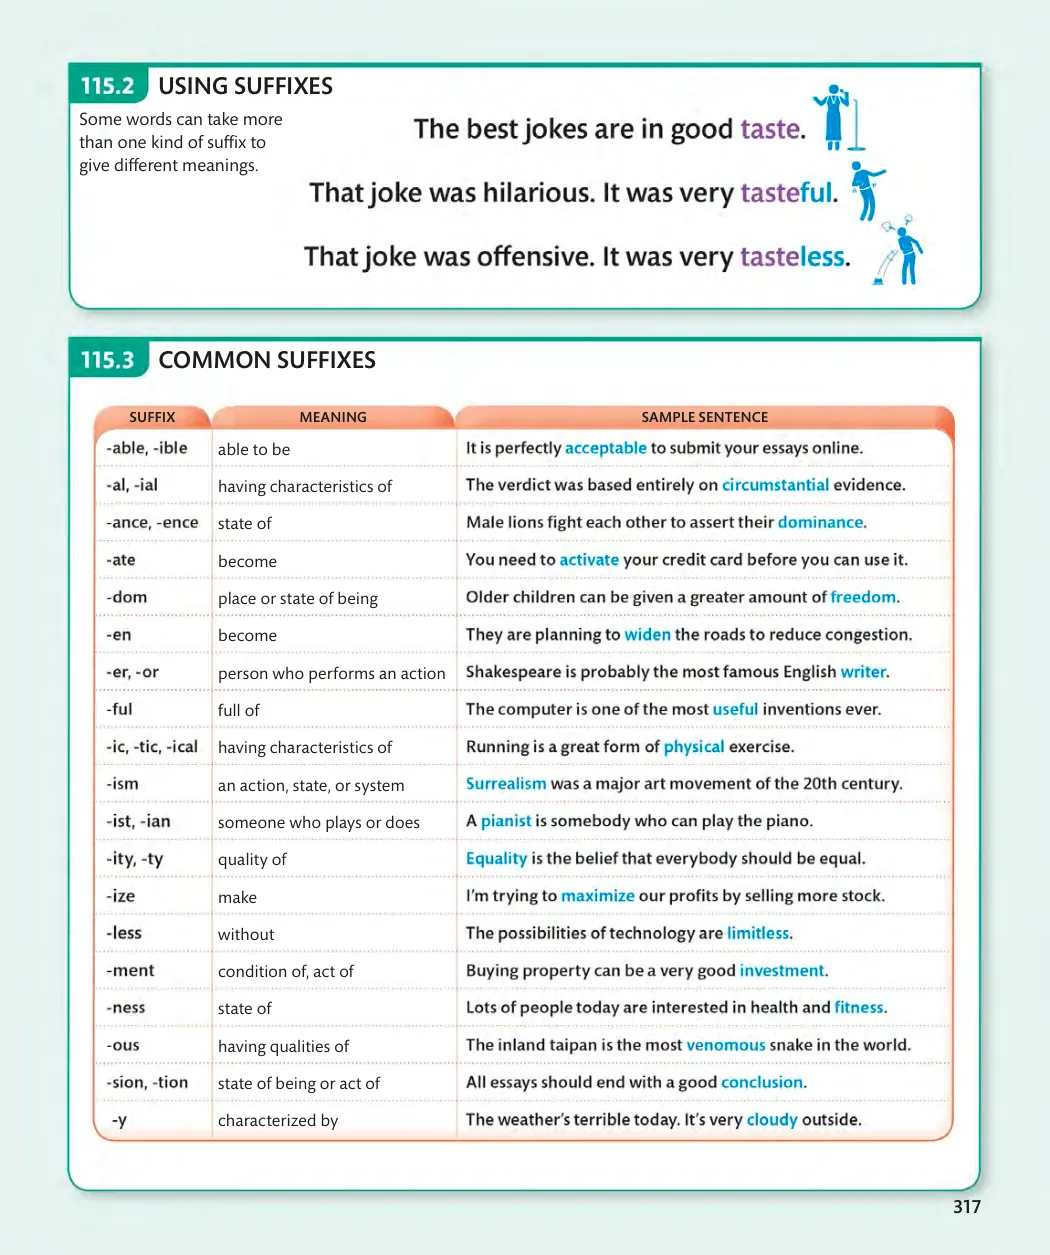 115.2 USING SUFFIXES
Some words can take more
than one kind of suffix to
give different meanings.
The best jokes are in good taste.
That joke was hilarious. It was very tasteful.
That joke was offensive. It was very tasteless.
115.3 COMMON SUFFIXES
SUFFIX MEANING SAMPLE SENTENCE
-able, -ible able to be It is perfectly acceptable to submit your essays online.
-al, -ial having characteristics of The verdict was based entirely on circumstantial evidence.
-ance, -ence state of Male lions fight each other to assert their dominance.
-ate become You need to activate your credit card before you can use it.
-dom place or state of being Older children can be given a greater amount of freedom.
-en become They are planning to widen the roads to reduce congestion.
-er, -or person who performs an action Shakespeare is probably the most famous English writer.
-ful full of The computer is one of the most useful inventions ever.
-ic, -tic, -ical having characteristics of Running is a great form of physical exercise.
-ism an action, state, or system Surrealism was a major art movement of the 20th century.
-ist, -ian someone who plays or does A pianist is somebody who can play the piano.
-ity, -ty quality of Equality is the belief that everybody should be equal.
-ize make I'm trying to maximize our profits by selling more stock.
-less without The possibilities of technology are limitless.
-ment condition of, act of Buying property can be a very good investment.
-ness state of Lots of people today are interested in health and fitness.
-ous having qualities of The inland taipan is the most venomous snake in the world.
-sion, -tion state of being or act of All essays should end with a good conclusion.
-y characterized by The weather's terrible today. It's very cloudy outside.
317